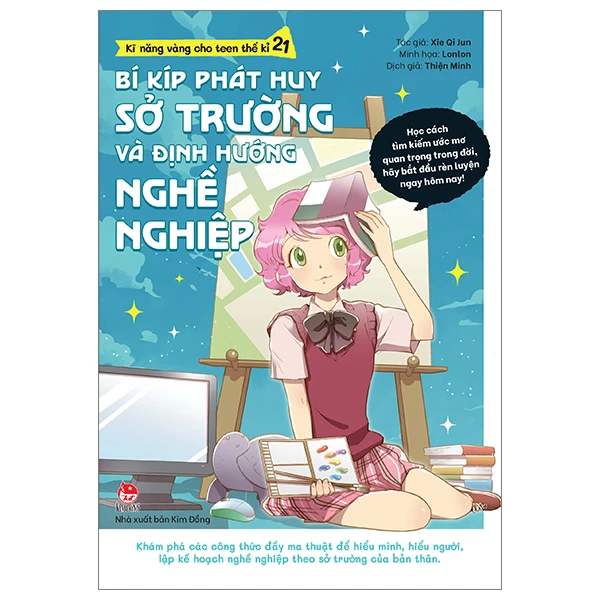 Kĩ năng vàng cho teen thế kỉ 21
Tác giả: Xie Qi Jun
Minh họa: Lonlon
Dịch giả: Thiện Minh
BÍ KÍP PHÁT HUY
SỞ TRƯỜNG
VÀ ĐỊNH HƯỚNG
NGHỀ
NGHIỆP
Học cách
tìm kiếm ước mơ
quan trọng trong đời,
hãy bắt đầu rèn luyện
ngay hôm nay!
Nhà xuất bản Kim Đồng
Khám phá các công thức đầy ma thuật để hiểu mình, hiểu người,
lập kế hoạch nghề nghiệp theo sở trường của bản thân.